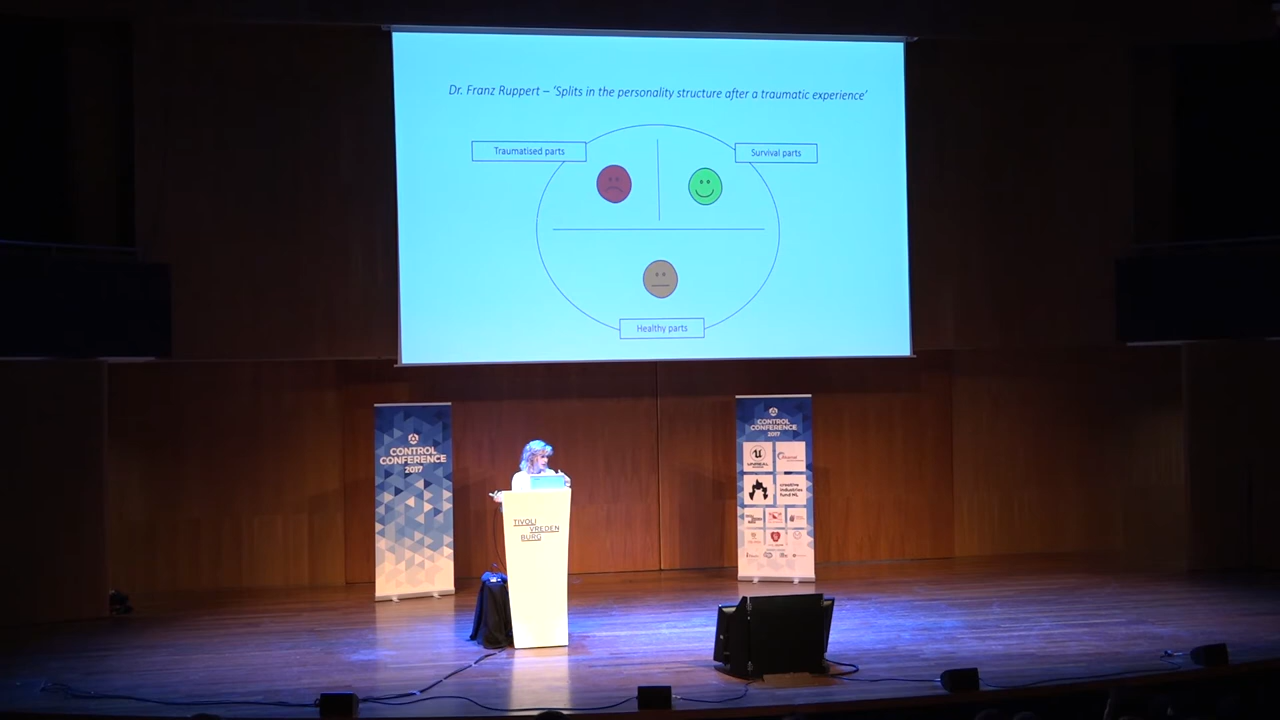 Dr. Franz Ruppert – ‘Splits in the personality structure after a traumatic experience’
Traumatised parts
Survival parts
Healthy parts
CONTROL
CONFERENCE
2017
CONTROL
CONFERENCE
2017
UNREAL
creative
industries
fund NL
TIVOLI
VREDEN
BURG